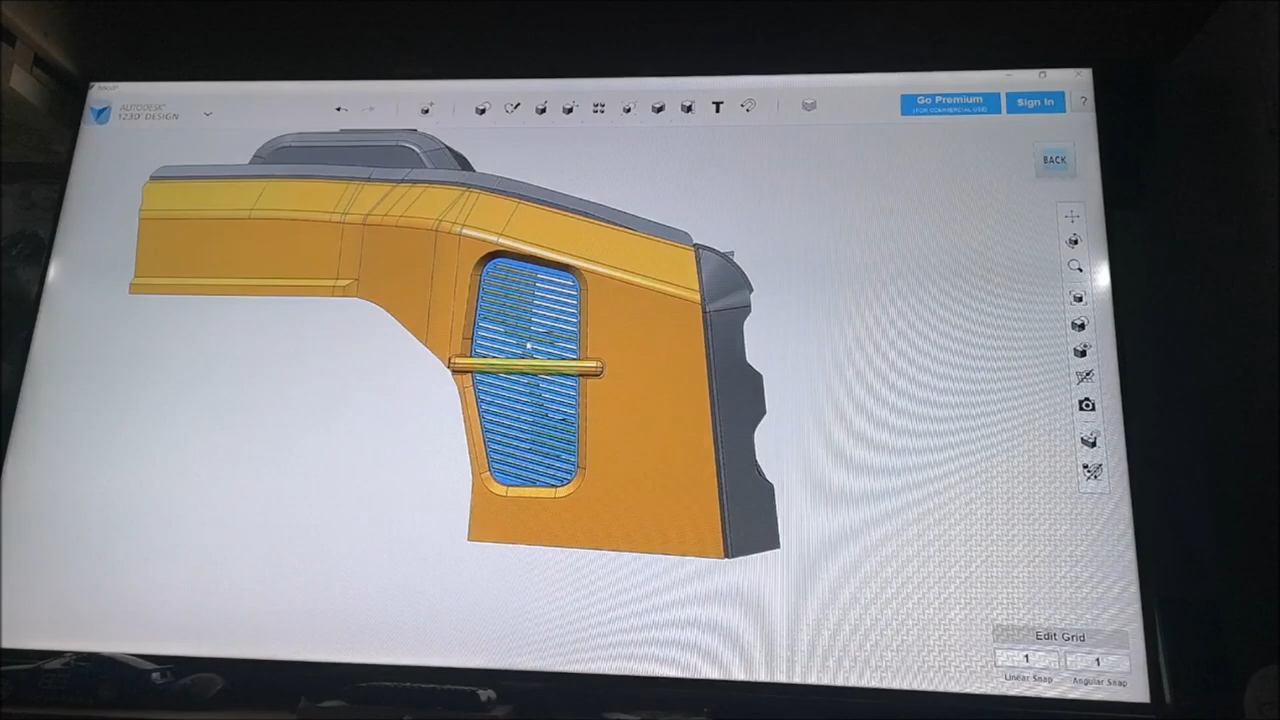 AUTODESK®
123D® DESIGN
Go Premium
(FOR COMMERCIAL USE)
Sign In
?
T
BACK
Edit Grid
1
1
Linear Snap
Angular Snap